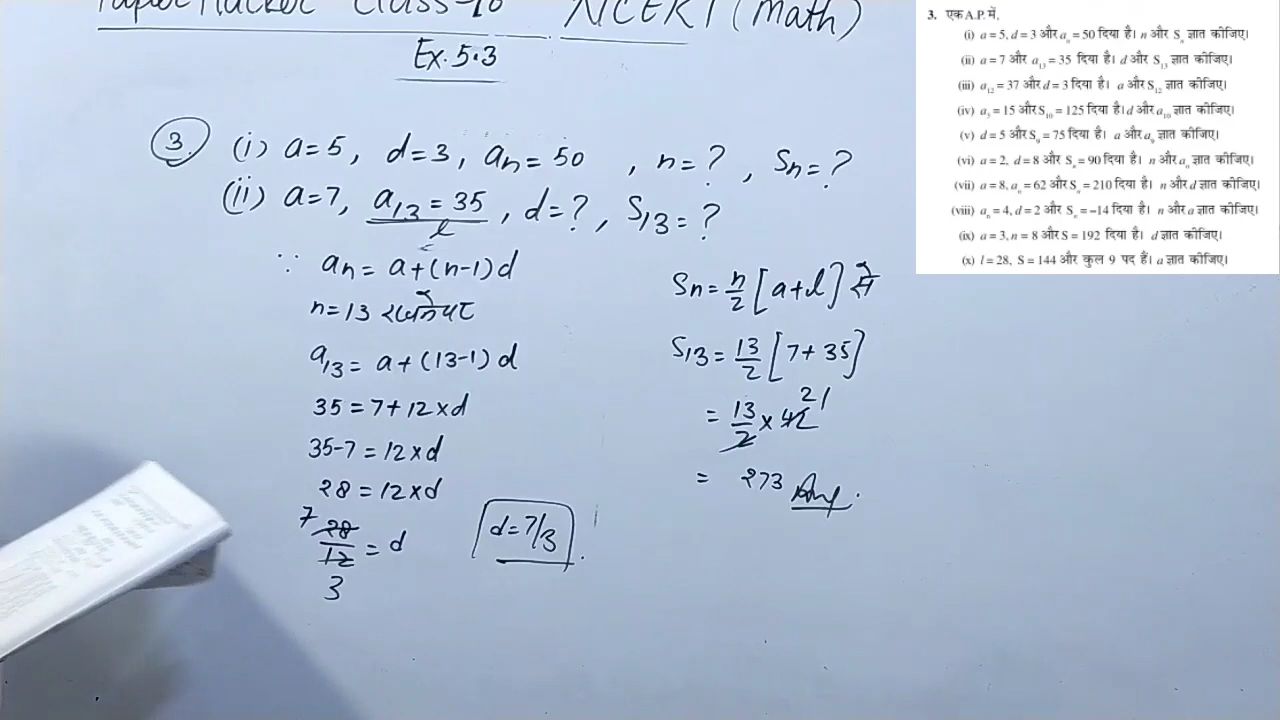 Class-10 NCERT (Math)
Ex. 5.3
3. (i) a=5, d=3, an=50, n=?, Sn=?
(ii) a=7, a13=35, d=?, S13=?
l
∵ an = a+(n-1)d
n=13 रखने पर
a13 = a+(13-1)d
35 = 7+12×d
35-7 = 12×d
28 = 12×d
7
28/12 = d
3
d=7/3
Sn = n/2 [a+l] से
S13 = 13/2 [7+35]
= 13/2 × 42 21
= 273 Ans.
3. एक A.P. में,
(i) a = 5, d = 3 और aₙ = 50 दिया है। n और Sₙ ज्ञात कीजिए।
(ii) a = 7 और a₁₃ = 35 दिया है। d और S₁₃ ज्ञात कीजिए।
(iii) a₁₂ = 37 और d = 3 दिया है। a और S₁₂ ज्ञात कीजिए।
(iv) a₃ = 15 और S₁₀ = 125 दिया है। d और a₁₀ ज्ञात कीजिए।
(v) d = 5 और S₉ = 75 दिया है। a और a₉ ज्ञात कीजिए।
(vi) a = 2, d = 8 और Sₙ = 90 दिया है। n और aₙ ज्ञात कीजिए।
(vii) a = 8, aₙ = 62 और Sₙ = 210 दिया है। n और d ज्ञात कीजिए।
(viii) aₙ = 4, d = 2 और Sₙ = –14 दिया है। n और a ज्ञात कीजिए।
(ix) a = 3, n = 8 और S = 192 दिया है। d ज्ञात कीजिए।
(x) l = 28, S = 144 और कुल 9 पद हैं। a ज्ञात कीजिए।